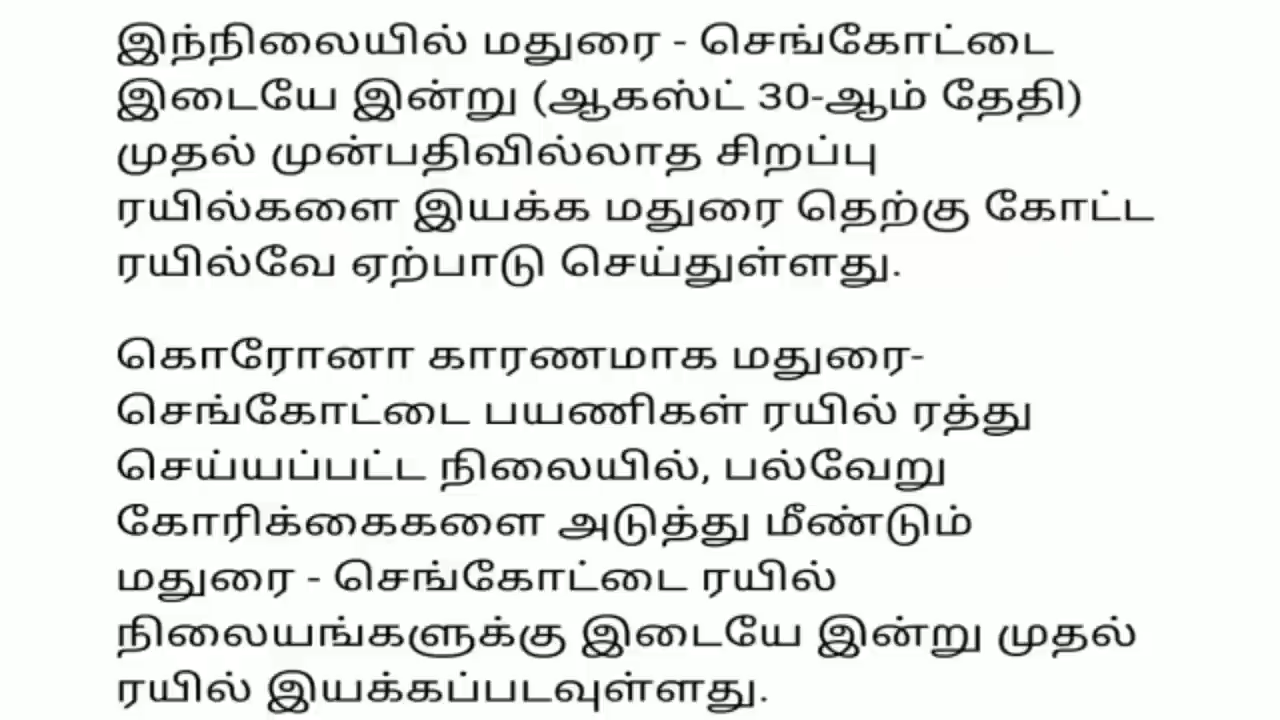 இந்நிலையில் மதுரை - செங்கோட்டை
இடையே இன்று (ஆகஸ்ட் 30-ஆம் தேதி)
முதல் முன்பதிவில்லாத சிறப்பு
ரயில்களை இயக்க மதுரை தெற்கு கோட்ட
ரயில்வே ஏற்பாடு செய்துள்ளது.
கொரோனா காரணமாக மதுரை-
செங்கோட்டை பயணிகள் ரயில் ரத்து
செய்யப்பட்ட நிலையில், பல்வேறு
கோரிக்கைகளை அடுத்து மீண்டும்
மதுரை - செங்கோட்டை ரயில்
நிலையங்களுக்கு இடையே இன்று முதல்
ரயில் இயக்கப்படவுள்ளது.